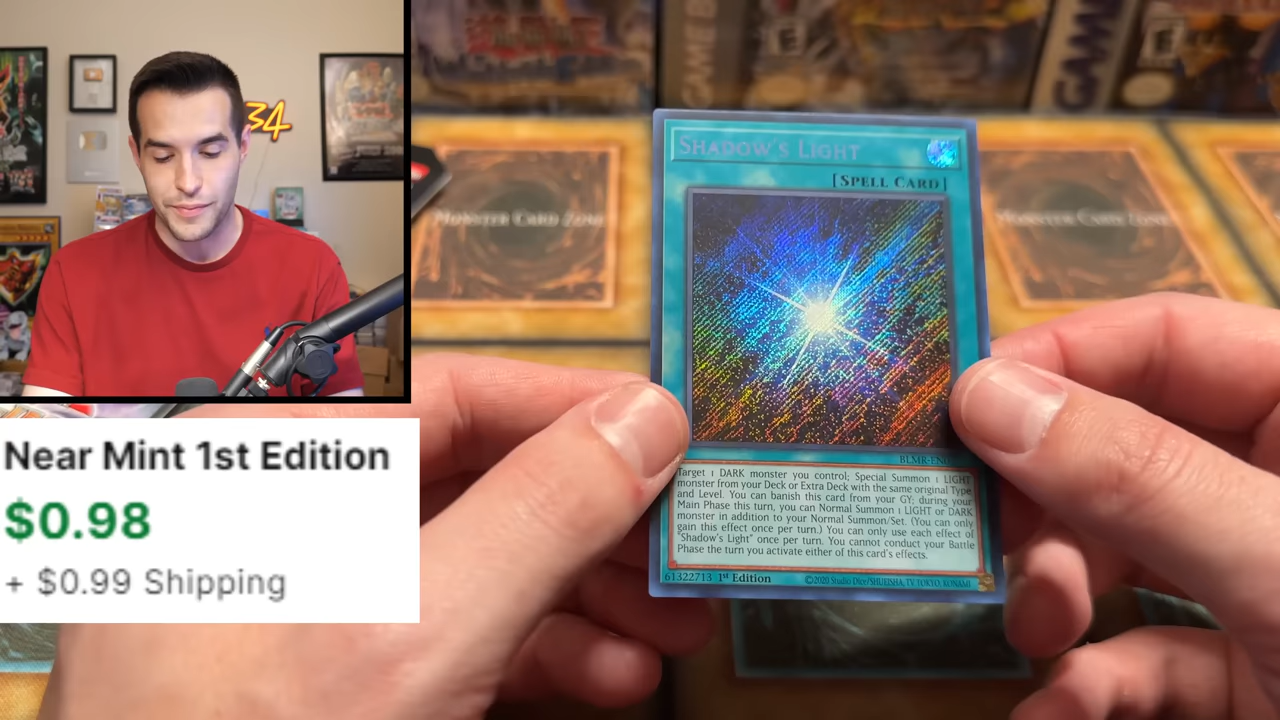 34
GAME B
E
GAME
E
MONSTER CARD ZONE
SHADOW'S LIGHT
[SPELL CARD]
BLMR-EN
Target 1 DARK monster you control; Special Summon 1 LIGHT
monster from your Deck or Extra Deck with the same original Type
and Level. You can banish this card from your GY; during your
Main Phase this turn, you can Normal Summon 1 LIGHT or DARK
monster in addition to your Normal Summon/Set. (You can only
gain this effect once per turn.) You can only use each effect of
"Shadow's Light" once per turn. You cannot conduct your Battle
Phase the turn you activate either of this card's effects.
61322713 1st Edition ©2020 Studio Dice/SHUEISHA, TV TOKYO, KONAMI
Near Mint 1st Edition
$0.98
+ $0.99 Shipping